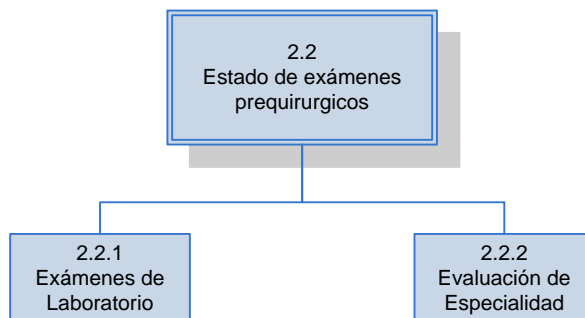 2.2
Estado de exámenes
prequirurgicos
2.2.1
Exámenes de
Laboratorio
2.2.2
Evaluación de
Especialidad